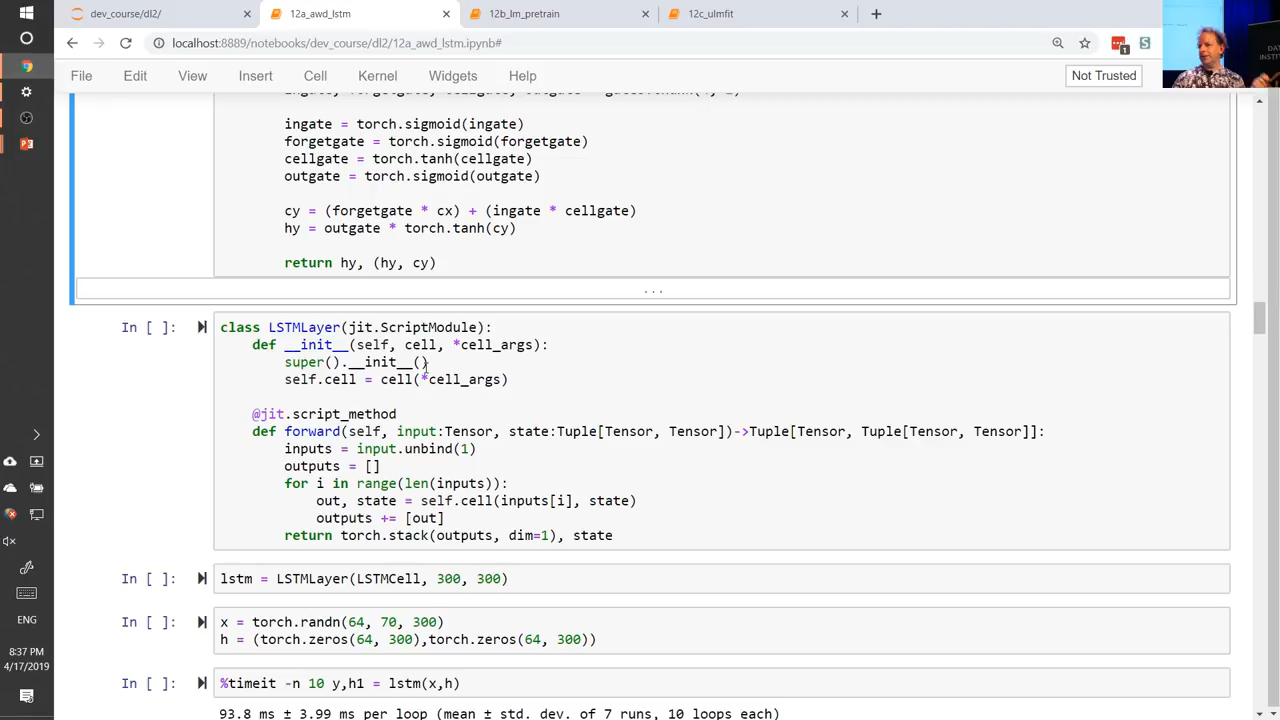 dev_course/dl2/
12a_awd_lstm
12b_lm_pretrain
12c_ulmfit
localhost:8889/notebooks/dev_course/dl2/12a_awd_lstm.ipynb#
1
S
File Edit View Insert Cell Kernel Widgets Help
Not Trusted
ingate = torch.sigmoid(ingate)
forgetgate = torch.sigmoid(forgetgate)
cellgate = torch.tanh(cellgate)
outgate = torch.sigmoid(outgate)
cy = (forgetgate * cx) + (ingate * cellgate)
hy = outgate * torch.tanh(cy)
return hy, (hy, cy)
...
In [ ]:
class LSTMLayer(jit.ScriptModule):
def __init__(self, cell, *cell_args):
super().__init__()
self.cell = cell(*cell_args)
@jit.script_method
def forward(self, input:Tensor, state:Tuple[Tensor, Tensor])->Tuple[Tensor, Tuple[Tensor, Tensor]]:
inputs = input.unbind(1)
outputs = []
for i in range(len(inputs)):
out, state = self.cell(inputs[i], state)
outputs += [out]
return torch.stack(outputs, dim=1), state
In [ ]:
lstm = LSTMLayer(LSTMCell, 300, 300)
In [ ]:
x = torch.randn(64, 70, 300)
h = (torch.zeros(64, 300),torch.zeros(64, 300))
In [ ]:
%timeit -n 10 y,h1 = lstm(x,h)
93.8 ms ± 3.99 ms per loop (mean ± std. dev. of 7 runs, 10 loops each)
ENG
8:37 PM
4/17/2019